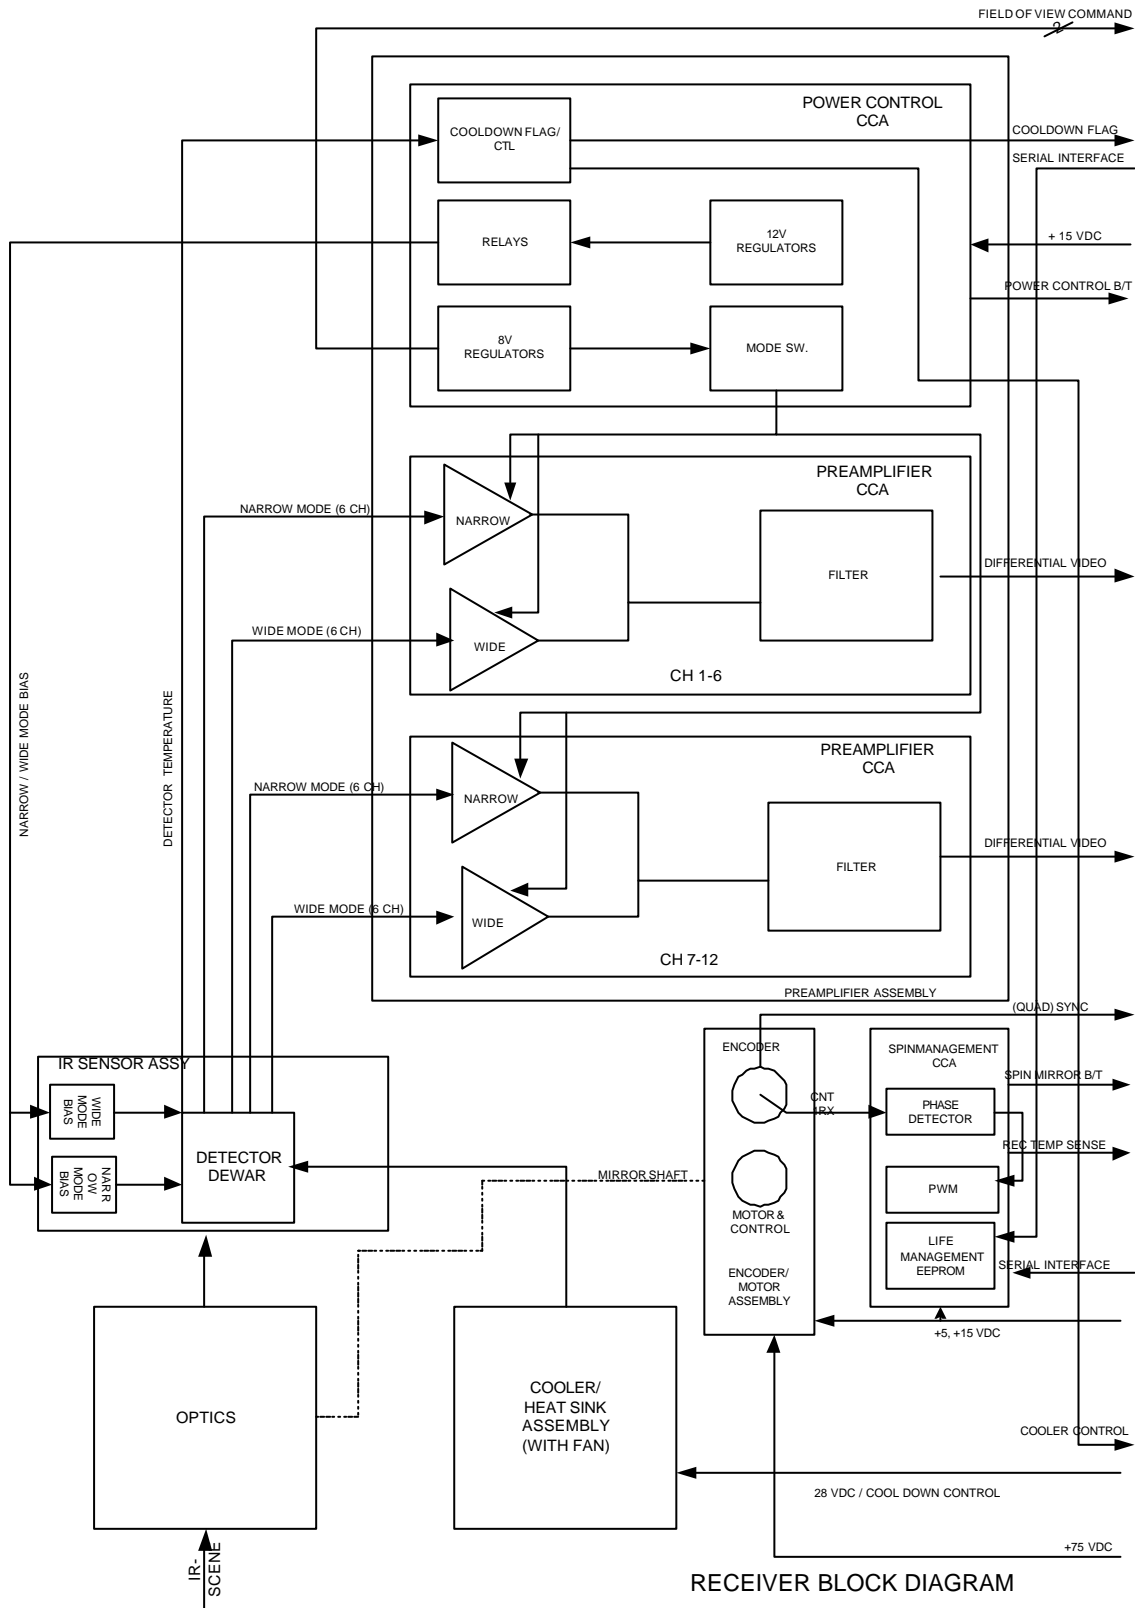 FIELD OF VIEW COMMAND
2
POWER CONTROL
CCA
COOLDOWN FLAG/
CTL
COOLDOWN FLAG
SERIAL INTERFACE
RELAYS
12V
REGULATORS
+ 15 VDC
POWER CONTROL B/T
8V
REGULATORS
MODE SW.
PREAMPLIFIER
CCA
NARROW MODE (6 CH)
NARROW
FILTER
DIFFERENTIAL VIDEO
WIDE MODE (6 CH)
WIDE
CH 1-6
NARROW / WIDE MODE BIAS
DETECTOR TEMPERATURE
PREAMPLIFIER
CCA
NARROW MODE (6 CH)
NARROW
FILTER
DIFFERENTIAL VIDEO
WIDE MODE (6 CH)
WIDE
CH 7-12
PREAMPLIFIER ASSEMBLY
(QUAD) SYNC
IR SENSOR ASSY
WIDE
MODE
BIAS
NARR
OW
MODE
BIAS
DETECTOR
DEWAR
ENCODER
CNT
1RX
MIRROR SHAFT
MOTOR &
CONTROL
ENCODER/
MOTOR
ASSEMBLY
SPINMANAGEMENT
CCA
SPIN MIRROR B/T
PHASE
DETECTOR
REC TEMP SENSE
PWM
LIFE
MANAGEMENT
EEPROM
SERIAL INTERFACE
+5, +15 VDC
OPTICS
COOLER/
HEAT SINK
ASSEMBLY
(WITH FAN)
COOLER CONTROL
28 VDC / COOL DOWN CONTROL
+75 VDC
IR-
SCENE
RECEIVER BLOCK DIAGRAM